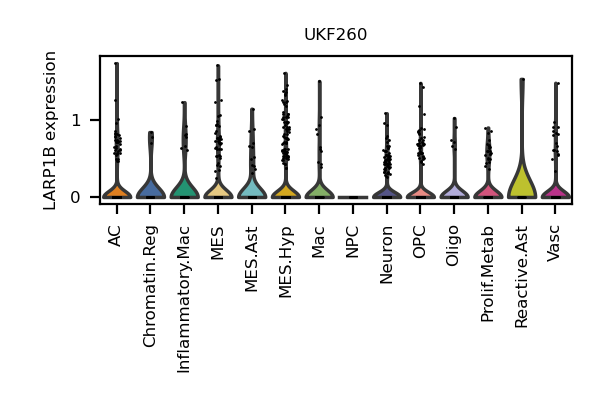 UKF260
LARP1B expression
1
0
AC
Chromatin.Reg
Inflammatory.Mac
MES
MES.Ast
MES.Hyp
Mac
NPC
Neuron
OPC
Oligo
Prolif.Metab
Reactive.Ast
Vasc